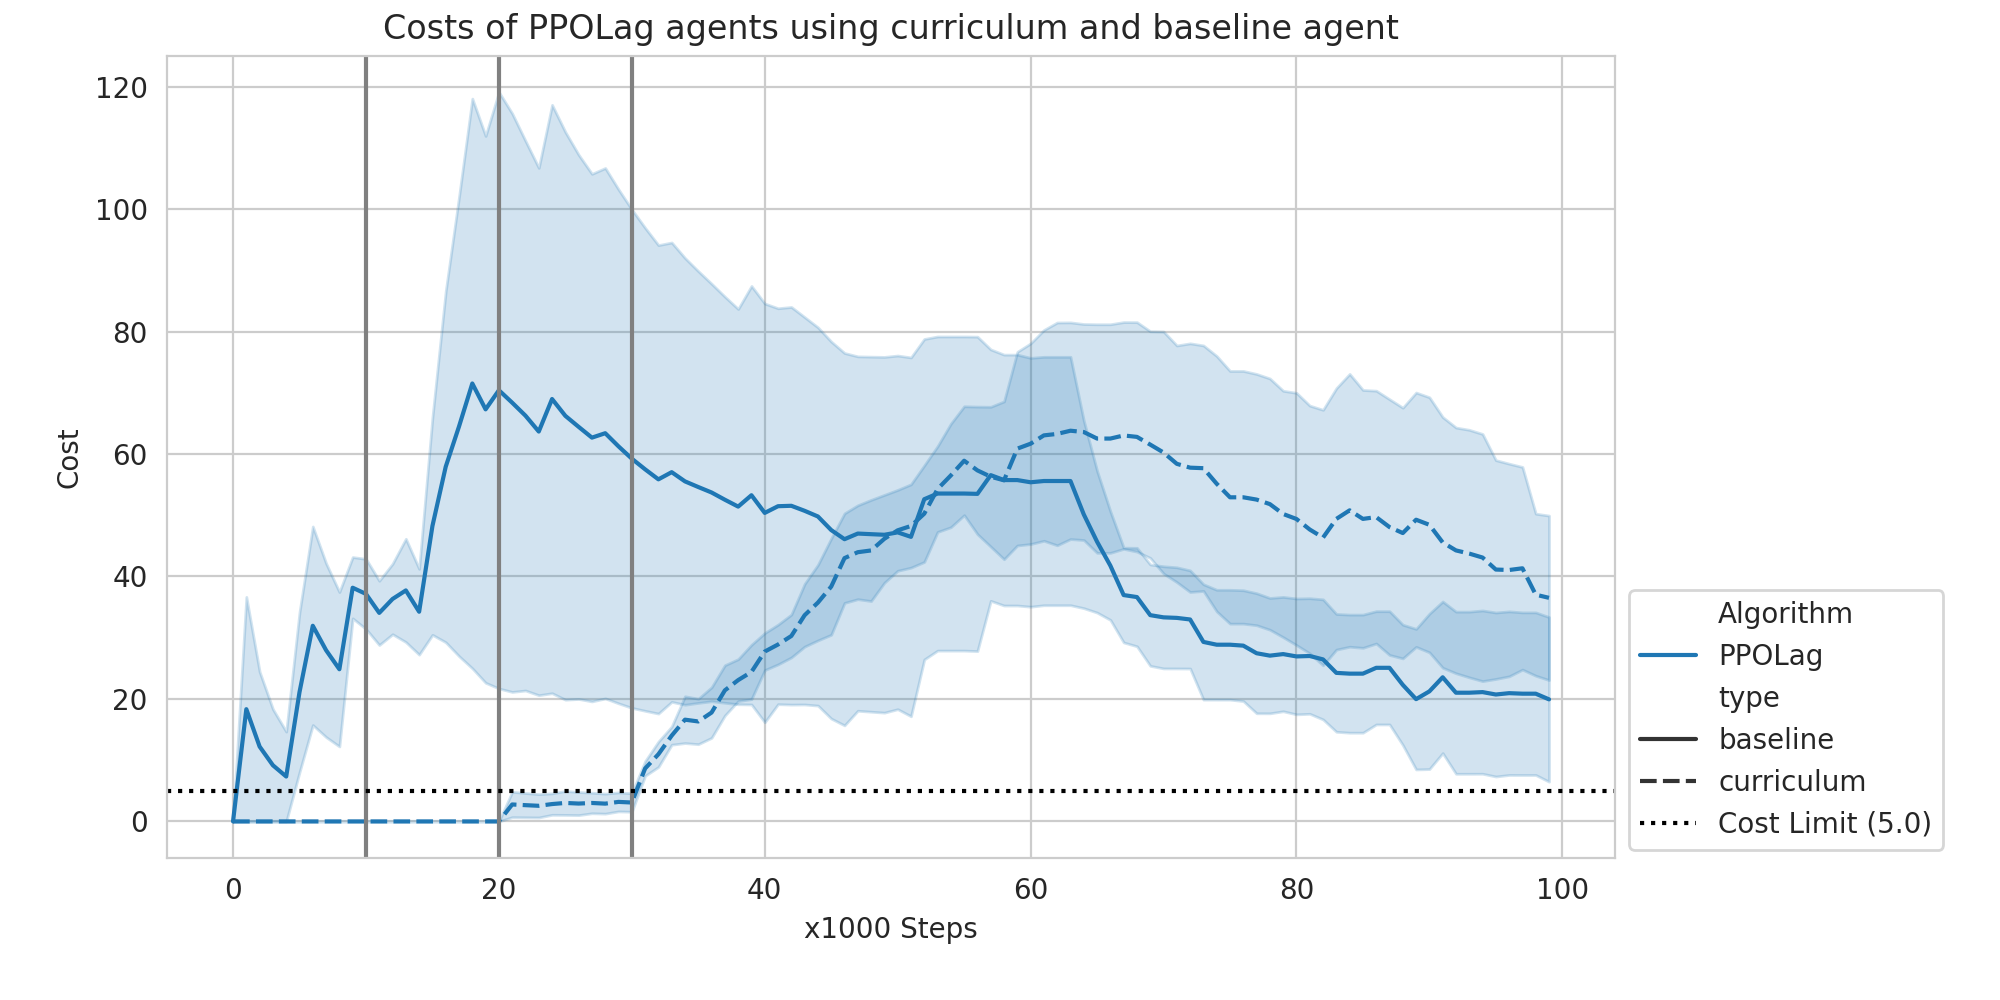 Costs of PPOLag agents using curriculum and baseline agent
120
100
80
60
40
20
0
Cost
0 20 40 60 80 100
x1000 Steps
Algorithm
PPOLag
type
baseline
curriculum
Cost Limit (5.0)